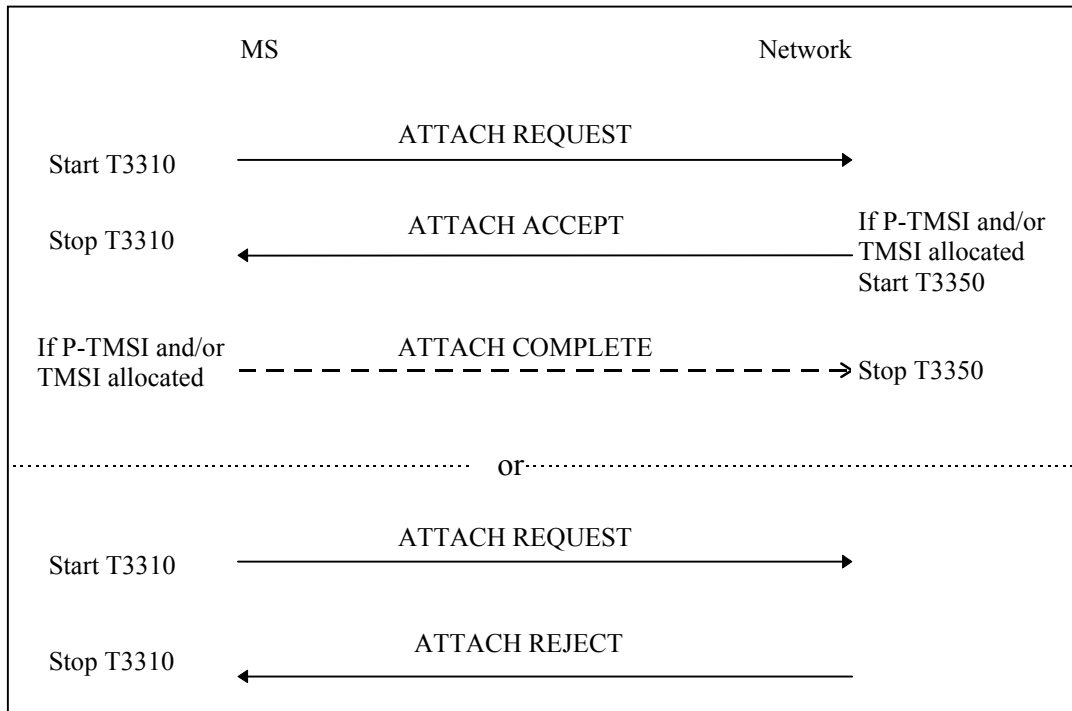 MS
Network
ATTACH REQUEST
Start T3310
ATTACH ACCEPT
Stop T3310
If P-TMSI and/or
TMSI allocated
Start T3350
If P-TMSI and/or
TMSI allocated
ATTACH COMPLETE
Stop T3350
or
ATTACH REQUEST
Start T3310
ATTACH REJECT
Stop T3310